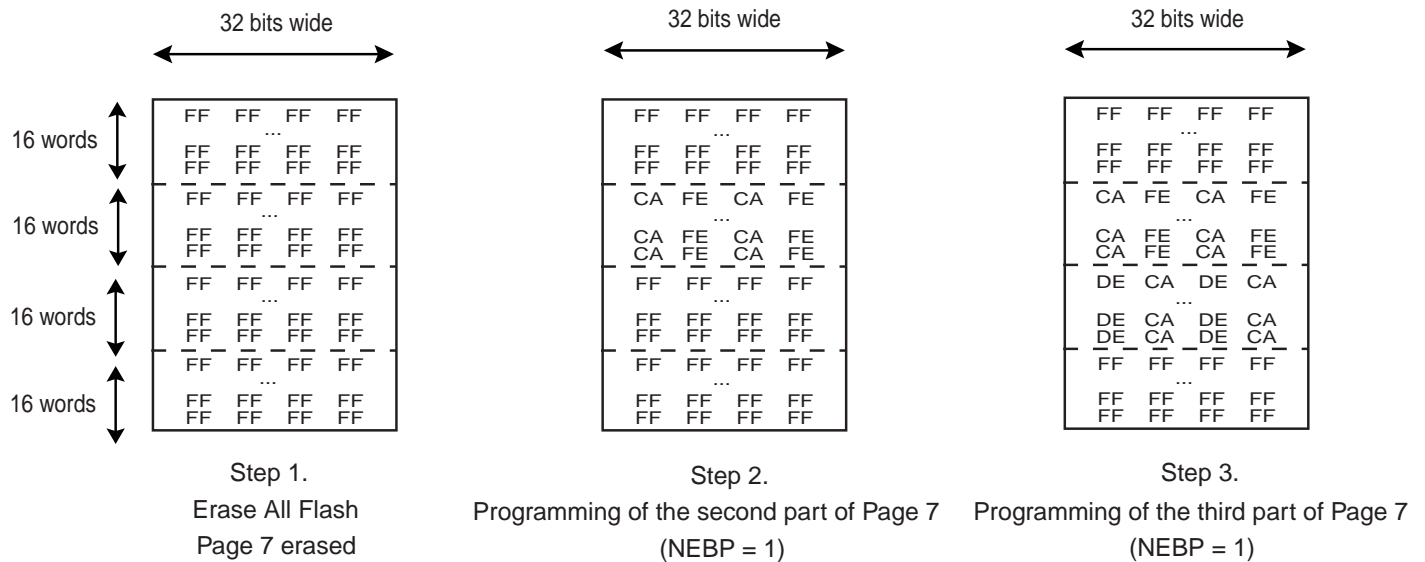 32 bits wide
16 words
16 words
16 words
16 words
FF FF FF FF
...
FF FF FF FF
FF FF FF FF
FF FF FF FF
...
FF FF FF FF
FF FF FF FF
FF FF FF FF
...
FF FF FF FF
FF FF FF FF
FF FF FF FF
...
FF FF FF FF
FF FF FF FF
Step 1.
Erase All Flash
Page 7 erased
32 bits wide
FF FF FF FF
...
FF FF FF FF
FF FF FF FF
CA FE CA FE
...
CA FE CA FE
CA FE CA FE
FF FF FF FF
...
FF FF FF FF
FF FF FF FF
FF FF FF FF
...
FF FF FF FF
FF FF FF FF
Step 2.
Programming of the second part of Page 7
(NEBP = 1)
32 bits wide
FF FF FF FF
...
FF FF FF FF
FF FF FF FF
CA FE CA FE
...
CA FE CA FE
CA FE CA FE
DE CA DE CA
...
DE CA DE CA
DE CA DE CA
FF FF FF FF
...
FF FF FF FF
FF FF FF FF
Step 3.
Programming of the third part of Page 7
(NEBP = 1)